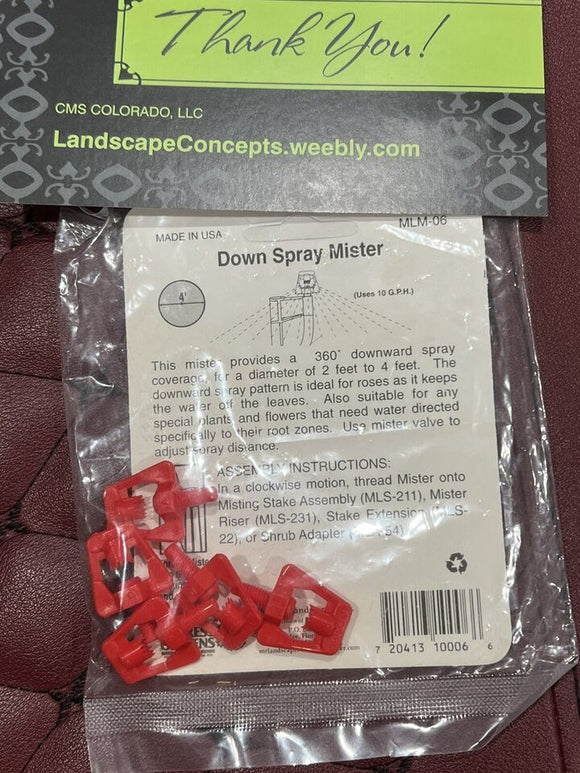 Thank You!
CMS COLORADO, LLC
LandscapeConcepts.weebly.com
MADE IN USA
MLM-06
Down Spray Mister
4'
(Uses 10 G.P.H.)
This mister provides a 360° downward spray
coverage, for a diameter of 2 feet to 4 feet. The
downward spray pattern is ideal for roses as it keeps
the water off the leaves. Also suitable for any
special plants and flowers that need water directed
specifically to their root zones. Use mister valve to
adjust spray distance.
ASSEMBLY INSTRUCTIONS:
In a clockwise motion, thread Mister onto
Misting Stake Assembly (MLS-211), Mister
Riser (MLS-231), Stake Extension (MLS-
22), or Shrub Adapter
7 20413 10006 6